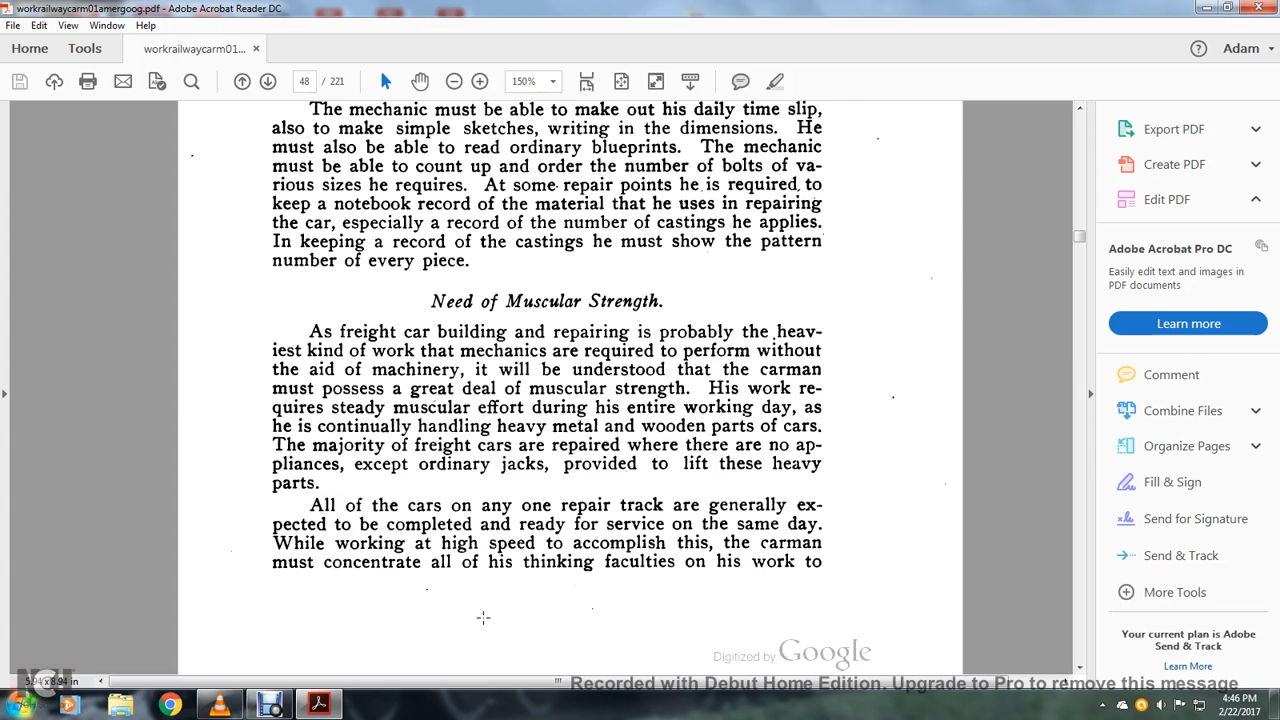 workrailwaycarm01amergoog.pdf - Adobe Acrobat Reader DC
File Edit View Window Help
Home Tools workrailwaycarm01... × Adam
48 / 221 150%
The mechanic must be able to make out his daily time slip,
also to make simple sketches, writing in the dimensions. He
must also be able to read ordinary blueprints. The mechanic
must be able to count up and order the number of bolts of va-
rious sizes he requires. At some repair points he is required to
keep a notebook record of the material that he uses in repairing
the car, especially a record of the number of castings he applies.
In keeping a record of the castings he must show the pattern
number of every piece.
Need of Muscular Strength.
As freight car building and repairing is probably the heav-
iest kind of work that mechanics are required to perform without
the aid of machinery, it will be understood that the carman
must possess a great deal of muscular strength. His work re-
quires steady muscular effort during his entire working day, as
he is continually handling heavy metal and wooden parts of cars.
The majority of freight cars are repaired where there are no ap-
pliances, except ordinary jacks, provided to lift these heavy
parts.
All of the cars on any one repair track are generally ex-
pected to be completed and ready for service on the same day.
While working at high speed to accomplish this, the carman
must concentrate all of his thinking faculties on his work to
Digitized by Google
Export PDF
Create PDF
Edit PDF
Adobe Acrobat Pro DC
Easily edit text and images in
PDF documents
Learn more
Comment
Combine Files
Organize Pages
Fill & Sign
Send for Signature
Send & Track
More Tools
Your current plan is Adobe
Send & Track
Learn More
5.94 x 8.94 in
Recorded with Debut Home Edition. Upgrade to Pro to remove this message
4:46 PM
2/22/2017